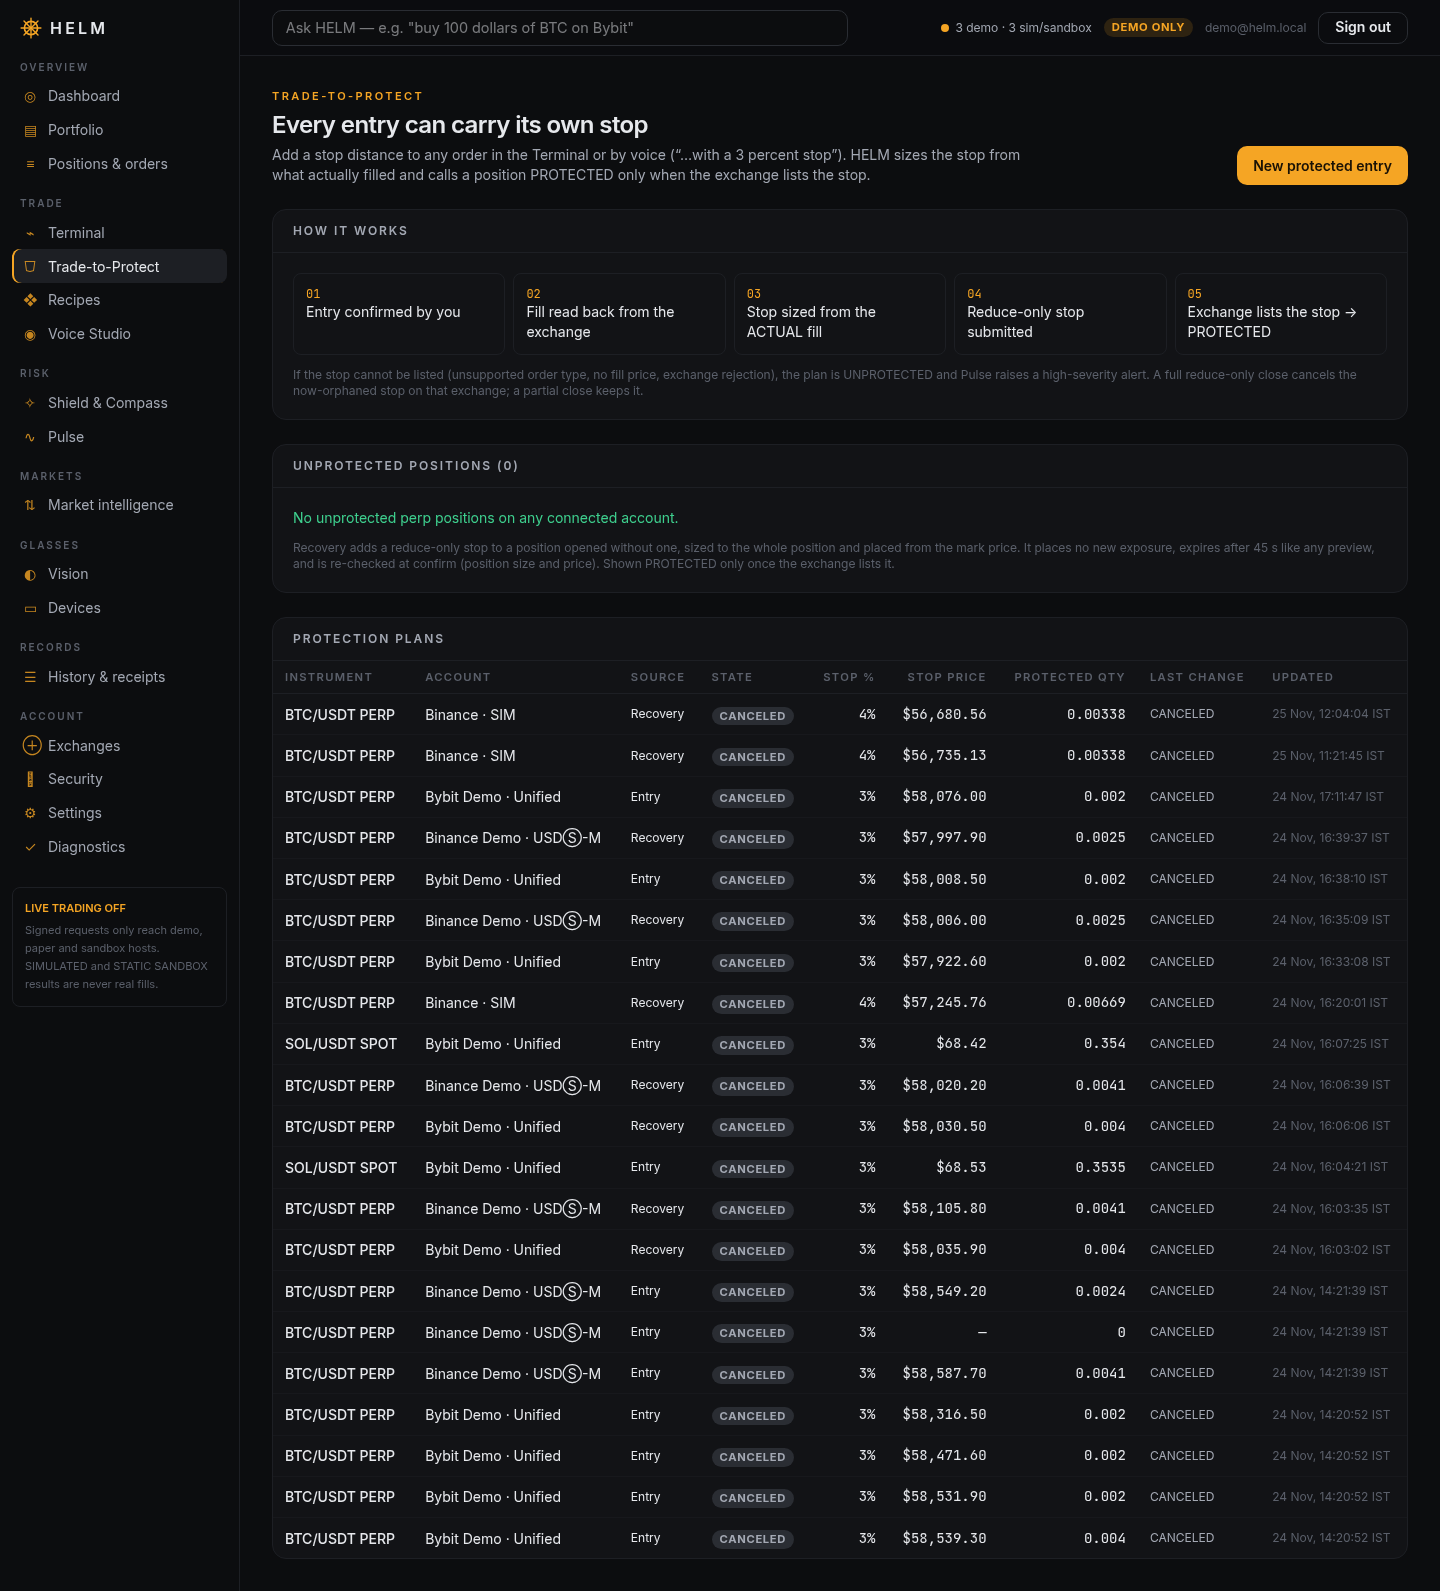 HELM
Ask HELM — e.g. "buy 100 dollars of BTC on Bybit"
3 demo · 3 sim/sandbox
DEMO ONLY
demo@helm.local
Sign out
OVERVIEW
Dashboard
Portfolio
Positions & orders
TRADE
Terminal
Trade-to-Protect
Recipes
Voice Studio
RISK
Shield & Compass
Pulse
MARKETS
Market intelligence
GLASSES
Vision
Devices
RECORDS
History & receipts
ACCOUNT
Exchanges
Security
Settings
Diagnostics
LIVE TRADING OFF
Signed requests only reach demo,
paper and sandbox hosts.
SIMULATED and STATIC SANDBOX
results are never real fills.
TRADE-TO-PROTECT
Every entry can carry its own stop
Add a stop distance to any order in the Terminal or by voice (“…with a 3 percent stop”). HELM sizes the stop from
what actually filled and calls a position PROTECTED only when the exchange lists the stop.
New protected entry
HOW IT WORKS
01
Entry confirmed by you
02
Fill read back from the
exchange
03
Stop sized from the
ACTUAL fill
04
Reduce-only stop
submitted
05
Exchange lists the stop →
PROTECTED
If the stop cannot be listed (unsupported order type, no fill price, exchange rejection), the plan is UNPROTECTED and Pulse raises a high-severity alert. A full reduce-only close cancels the
now-orphaned stop on that exchange; a partial close keeps it.
UNPROTECTED POSITIONS (0)
No unprotected perp positions on any connected account.
Recovery adds a reduce-only stop to a position opened without one, sized to the whole position and placed from the mark price. It places no new exposure, expires after 45 s like any preview,
and is re-checked at confirm (position size and price). Shown PROTECTED only once the exchange lists it.
PROTECTION PLANS
INSTRUMENT ACCOUNT SOURCE STATE STOP % STOP PRICE PROTECTED QTY LAST CHANGE UPDATED
BTC/USDT PERP Binance · SIM Recovery CANCELED 4% $56,680.56 0.00338 CANCELED 25 Nov, 12:04:04 IST
BTC/USDT PERP Binance · SIM Recovery CANCELED 4% $56,735.13 0.00338 CANCELED 25 Nov, 11:21:45 IST
BTC/USDT PERP Bybit Demo · Unified Entry CANCELED 3% $58,076.00 0.002 CANCELED 24 Nov, 17:11:47 IST
BTC/USDT PERP Binance Demo · USDⓈ-M Recovery CANCELED 3% $57,997.90 0.0025 CANCELED 24 Nov, 16:39:37 IST
BTC/USDT PERP Bybit Demo · Unified Entry CANCELED 3% $58,008.50 0.002 CANCELED 24 Nov, 16:38:10 IST
BTC/USDT PERP Binance Demo · USDⓈ-M Recovery CANCELED 3% $58,006.00 0.0025 CANCELED 24 Nov, 16:35:09 IST
BTC/USDT PERP Bybit Demo · Unified Entry CANCELED 3% $57,922.60 0.002 CANCELED 24 Nov, 16:33:08 IST
BTC/USDT PERP Binance · SIM Recovery CANCELED 4% $57,245.76 0.00669 CANCELED 24 Nov, 16:20:01 IST
SOL/USDT SPOT Bybit Demo · Unified Entry CANCELED 3% $68.42 0.354 CANCELED 24 Nov, 16:07:25 IST
BTC/USDT PERP Binance Demo · USDⓈ-M Recovery CANCELED 3% $58,020.20 0.0041 CANCELED 24 Nov, 16:06:39 IST
BTC/USDT PERP Bybit Demo · Unified Recovery CANCELED 3% $58,030.50 0.004 CANCELED 24 Nov, 16:06:06 IST
SOL/USDT SPOT Bybit Demo · Unified Entry CANCELED 3% $68.53 0.3535 CANCELED 24 Nov, 16:04:21 IST
BTC/USDT PERP Binance Demo · USDⓈ-M Recovery CANCELED 3% $58,105.80 0.0041 CANCELED 24 Nov, 16:03:35 IST
BTC/USDT PERP Bybit Demo · Unified Recovery CANCELED 3% $58,035.90 0.004 CANCELED 24 Nov, 16:03:02 IST
BTC/USDT PERP Binance Demo · USDⓈ-M Entry CANCELED 3% $58,549.20 0.0024 CANCELED 24 Nov, 14:21:39 IST
BTC/USDT PERP Binance Demo · USDⓈ-M Entry CANCELED 3% — 0 CANCELED 24 Nov, 14:21:39 IST
BTC/USDT PERP Binance Demo · USDⓈ-M Entry CANCELED 3% $58,587.70 0.0041 CANCELED 24 Nov, 14:21:39 IST
BTC/USDT PERP Bybit Demo · Unified Entry CANCELED 3% $58,316.50 0.002 CANCELED 24 Nov, 14:20:52 IST
BTC/USDT PERP Bybit Demo · Unified Entry CANCELED 3% $58,471.60 0.002 CANCELED 24 Nov, 14:20:52 IST
BTC/USDT PERP Bybit Demo · Unified Entry CANCELED 3% $58,531.90 0.002 CANCELED 24 Nov, 14:20:52 IST
BTC/USDT PERP Bybit Demo · Unified Entry CANCELED 3% $58,539.30 0.004 CANCELED 24 Nov, 14:20:52 IST